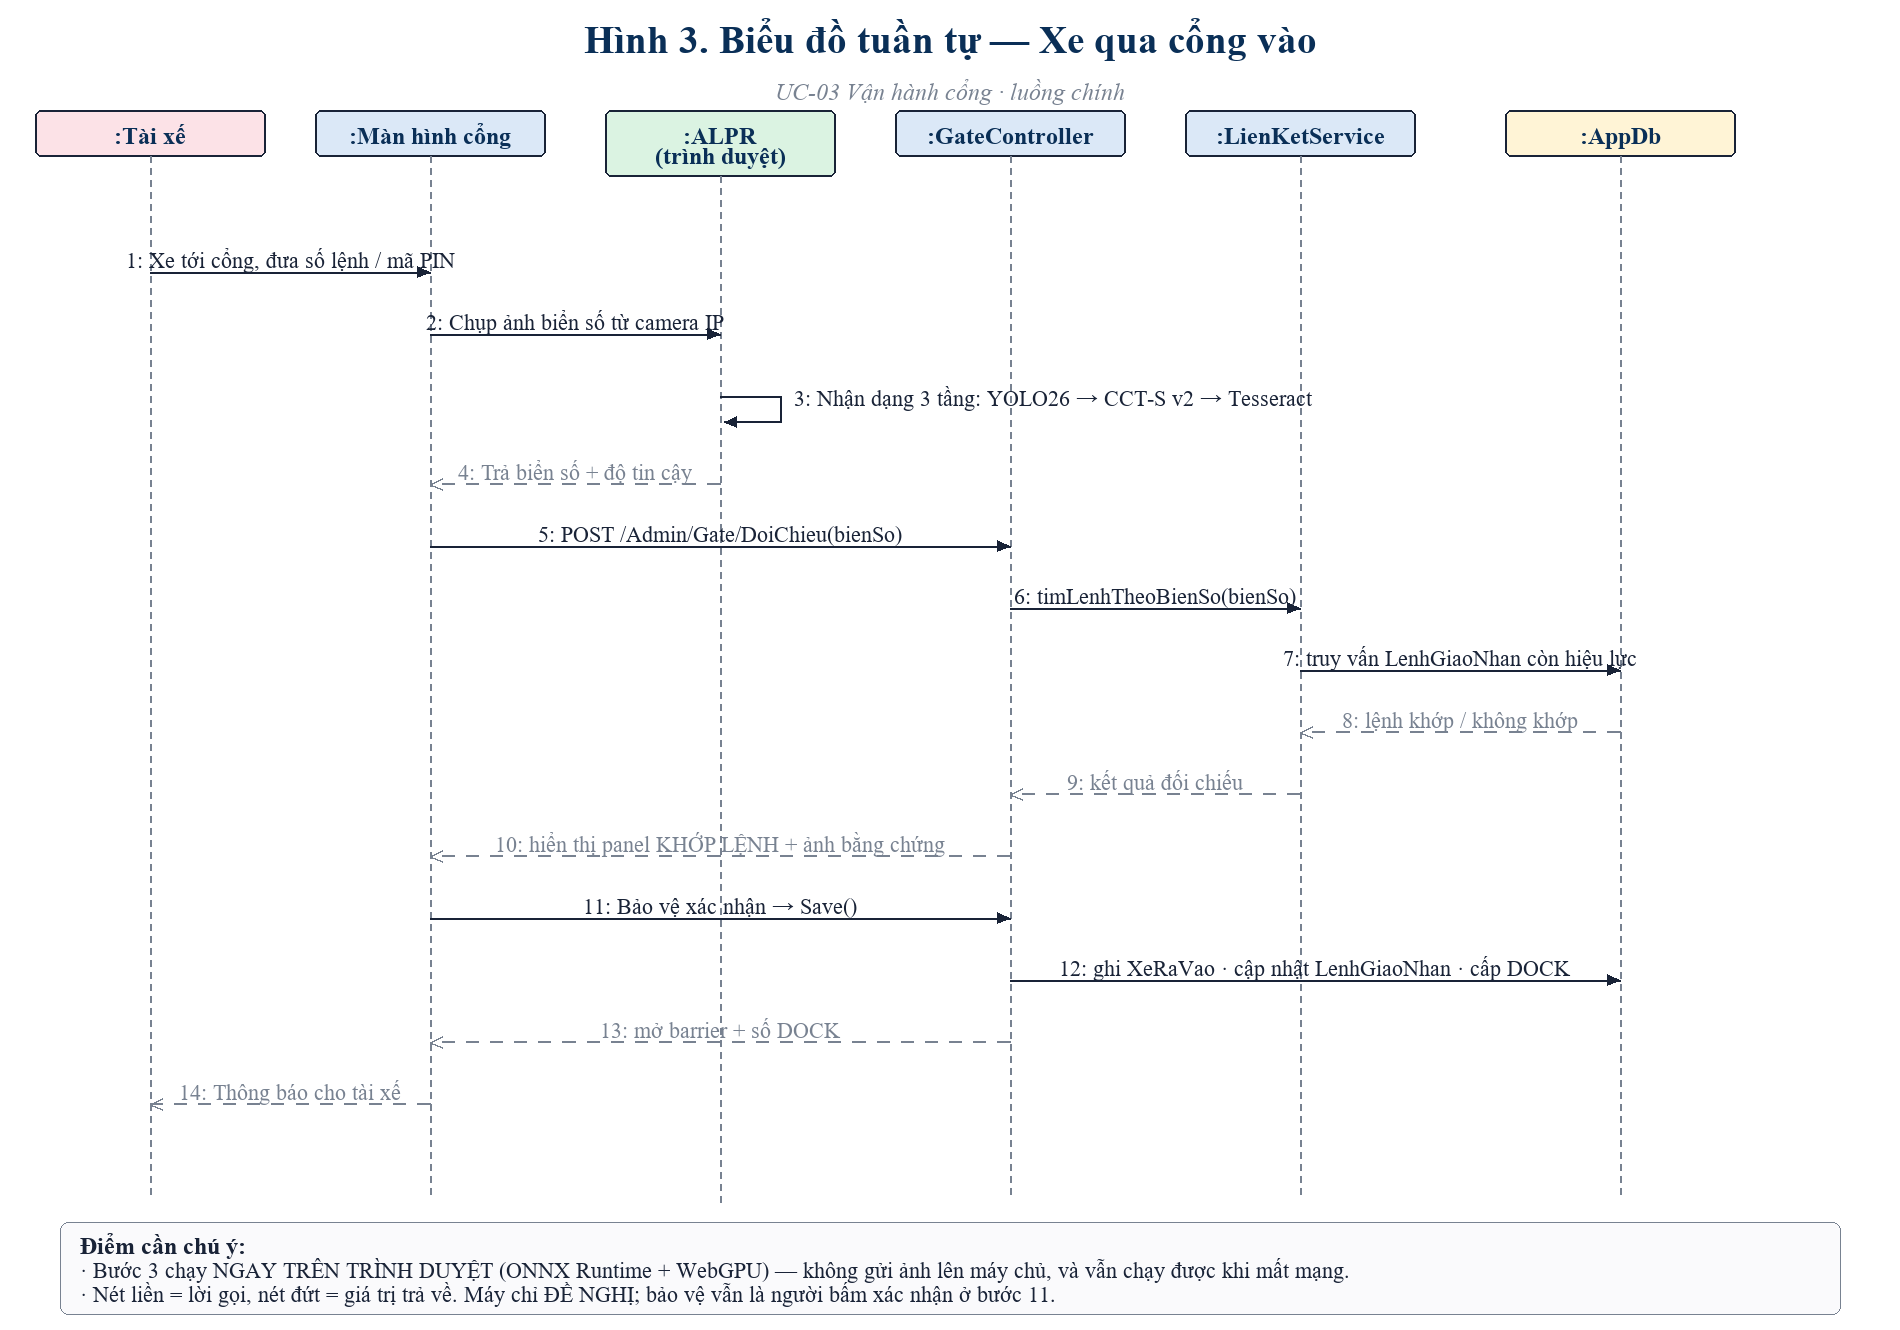 Hình 3. Biểu đồ tuần tự — Xe qua cổng vào
UC-03 Vận hành cổng · luồng chính
:Tài xế
:Màn hình cổng
:ALPR
(trình duyệt)
:GateController
:LienKetService
:AppDb
1: Xe tới cổng, đưa số lệnh / mã PIN
2: Chụp ảnh biển số từ camera IP
3: Nhận dạng 3 tầng: YOLO26 → CCT-S v2 → Tesseract
4: Trả biển số + độ tin cậy
5: POST /Admin/Gate/DoiChieu(bienSo)
6: timLenhTheoBienSo(bienSo)
7: truy vấn LenhGiaoNhan còn hiệu lực
8: lệnh khớp / không khớp
9: kết quả đối chiếu
10: hiển thị panel KHỚP LỆNH + ảnh bằng chứng
11: Bảo vệ xác nhận → Save()
12: ghi XeRaVao · cập nhật LenhGiaoNhan · cấp DOCK
13: mở barrier + số DOCK
14: Thông báo cho tài xế
Điểm cần chú ý:
· Bước 3 chạy NGAY TRÊN TRÌNH DUYỆT (ONNX Runtime + WebGPU) — không gửi ảnh lên máy chủ, và vẫn chạy được khi mất mạng.
· Nét liền = lời gọi, nét đứt = giá trị trả về. Máy chỉ ĐỀ NGHỊ; bảo vệ vẫn là người bấm xác nhận ở bước 11.